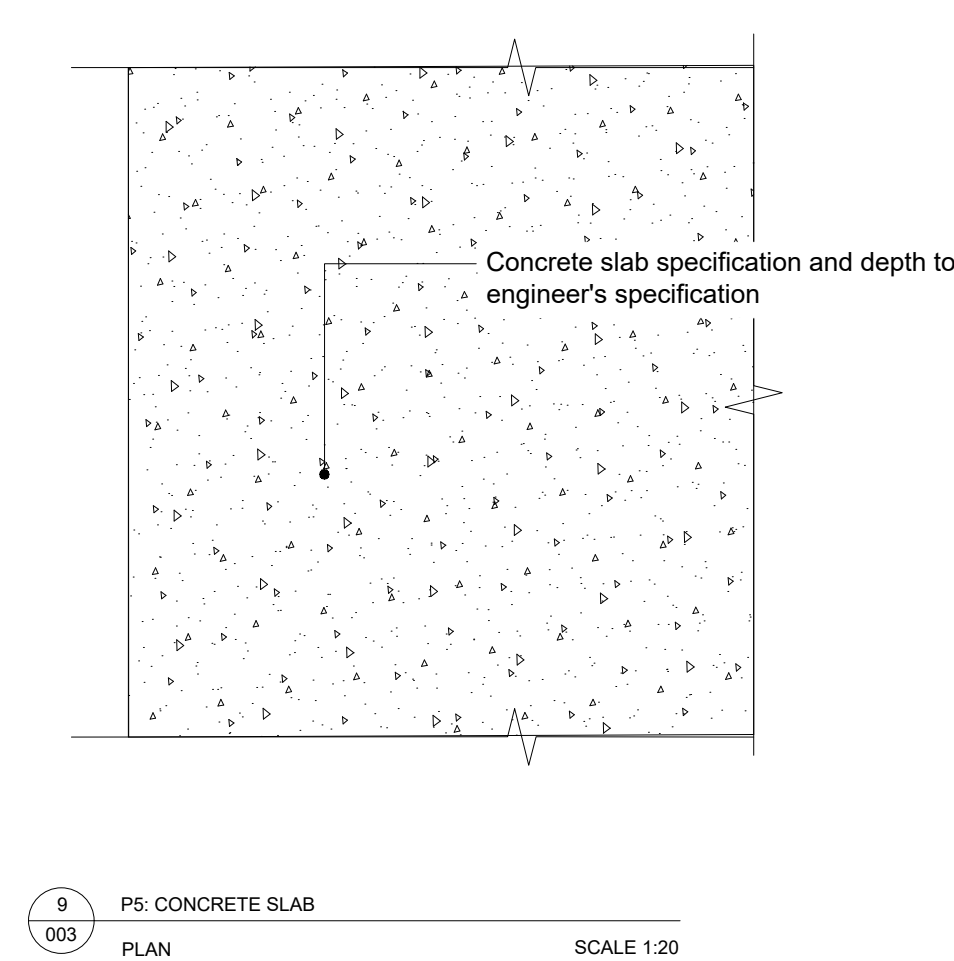 Concrete slab specification and depth to
engineer's specification
9
P5: CONCRETE SLAB
003
PLAN
SCALE 1:20